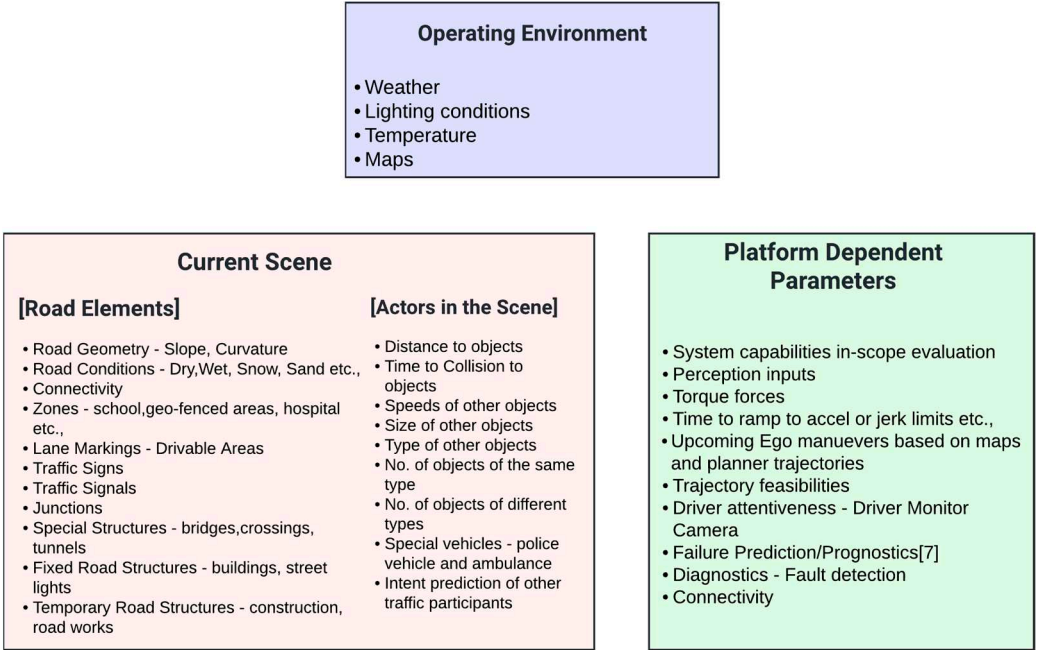 Operating Environment
• Weather
• Lighting conditions
• Temperature
• Maps
Current Scene
[Road Elements]
• Road Geometry - Slope, Curvature
• Road Conditions - Dry,Wet, Snow, Sand etc.,
• Connectivity
• Zones - school,geo-fenced areas, hospital
etc.,
• Lane Markings - Drivable Areas
• Traffic Signs
• Traffic Signals
• Junctions
• Special Structures - bridges,crossings,
tunnels
• Fixed Road Structures - buildings, street
lights
• Temporary Road Structures - construction,
road works
[Actors in the Scene]
• Distance to objects
• Time to Collision to
objects
• Speeds of other objects
• Size of other objects
• Type of other objects
• No. of objects of the same
type
• No. of objects of different
types
• Special vehicles - police
vehicle and ambulance
• Intent prediction of other
traffic participants
Platform Dependent
Parameters
• System capabilities in-scope evaluation
• Perception inputs
• Torque forces
• Time to ramp to accel or jerk limits etc.,
• Upcoming Ego manuevers based on maps
and planner trajectories
• Trajectory feasibilities
• Driver attentiveness - Driver Monitor
Camera
• Failure Prediction/Prognostics[7]
• Diagnostics - Fault detection
• Connectivity